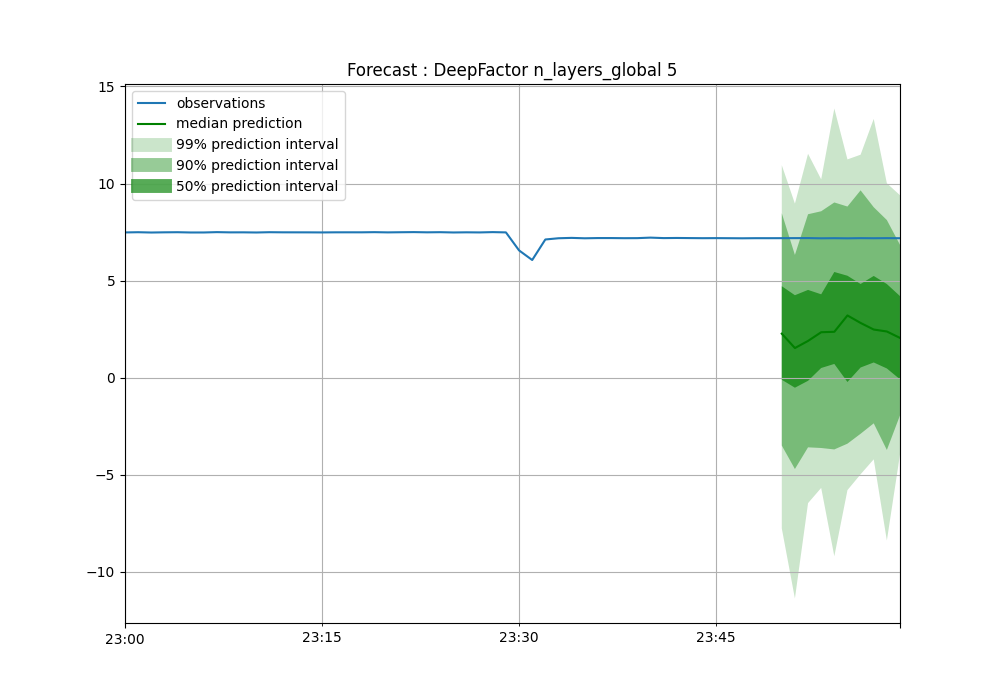 Forecast : DeepFactor n_layers_global 5
15
10
5
0
−5
−10
observations
median prediction
99% prediction interval
90% prediction interval
50% prediction interval
23:00
23:15
23:30
23:45